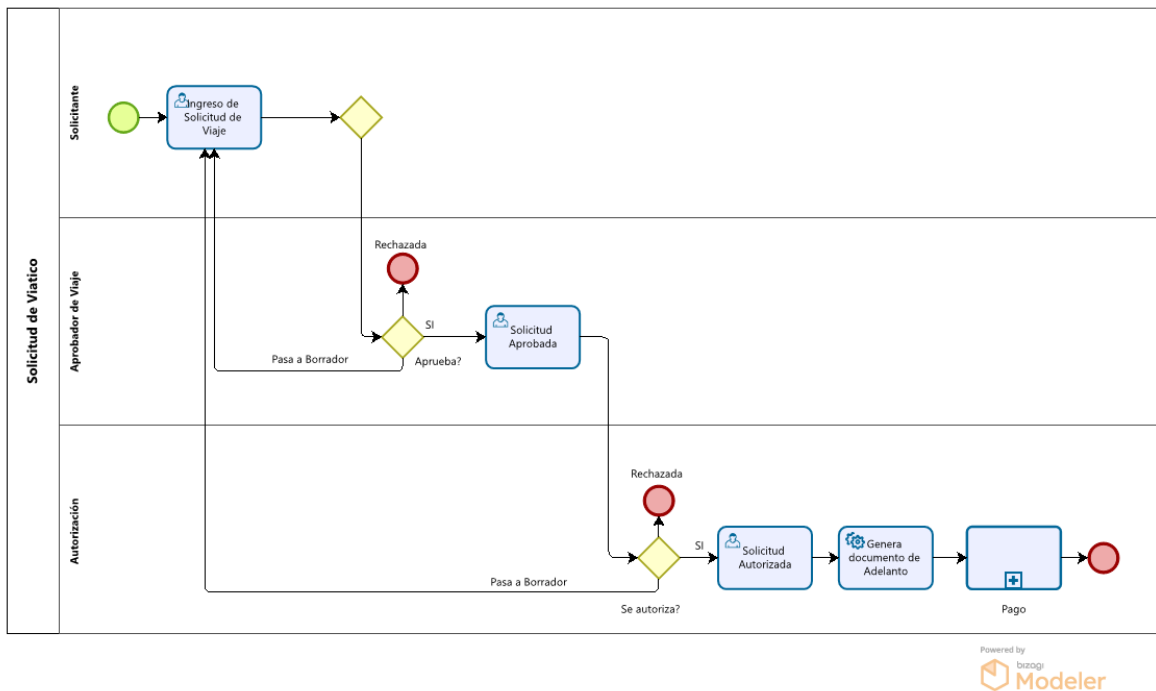 Solicitud de Viatico
Solicitante
Ingreso de
Solicitud de
Viaje
Aprobador de Viaje
Rechazada
SI
Solicitud
Aprobada
Pasa a Borrador
Aprueba?
Autorización
Rechazada
SI
Solicitud
Autorizada
Genera
documento de
Adelanto
Pasa a Borrador
Se autoriza?
Pago
Powered by
bizagi
Modeler